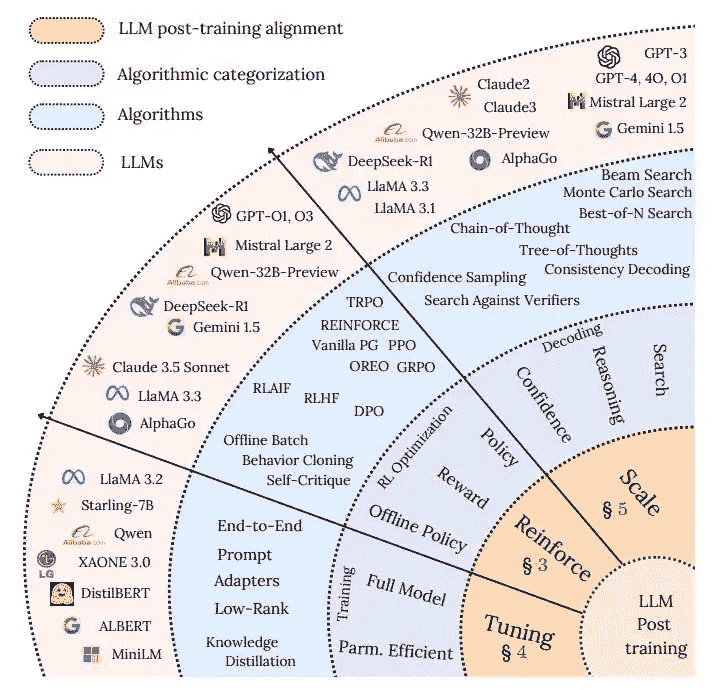 LLM post-training alignment
Algorithmic categorization
Algorithms
LLMs
GPT-3
GPT-4, 4O, O1
Claude2
Claude3
Mistral Large 2
Alibaba.com
Qwen-32B-Preview
Gemini 1.5
DeepSeek-R1
AlphaGo
LlaMA 3.3
LlaMA 3.1
Beam Search
Monte Carlo Search
Best-of-N Search
Chain-of-Thought
Tree-of-Thoughts
Consistency Decoding
Confidence Sampling
Search Against Verifiers
Decoding
Confidence
Reasoning
Search
Scale
§ 5
GPT-O1, O3
Mistral Large 2
Alibaba.com
Qwen-32B-Preview
DeepSeek-R1
Gemini 1.5
Claude 3.5 Sonnet
LlaMA 3.3
AlphaGo
TRPO
REINFORCE
Vanilla PG PPO
OREO GRPO
RLAIF
RLHF
DPO
Offline Batch
Behavior Cloning
Self-Critique
RL Optimization
Policy
Reward
Offline Policy
Reinforce
§ 3
LlaMA 3.2
Starling-7B
Alibaba.com
Qwen
LG
XAONE 3.0
DistilBERT
ALBERT
MiniLM
End-to-End
Prompt
Adapters
Low-Rank
Knowledge
Distillation
Training
Full Model
Parm. Efficient
Tuning
§ 4
LLM
Post
training